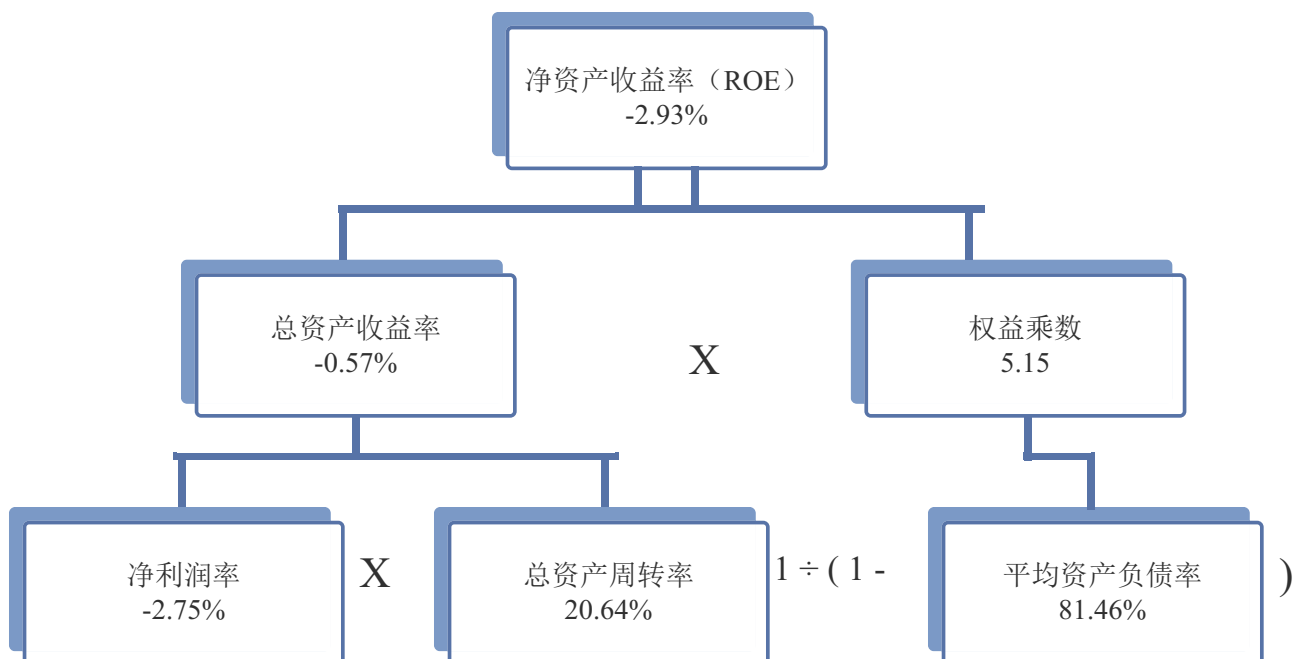 净资产收益率（ROE）
-2.93%
总资产收益率
-0.57%
X
权益乘数
5.15
净利润率
-2.75%
X
总资产周转率
20.64%
1 ÷ ( 1 -
平均资产负债率
81.46%
)